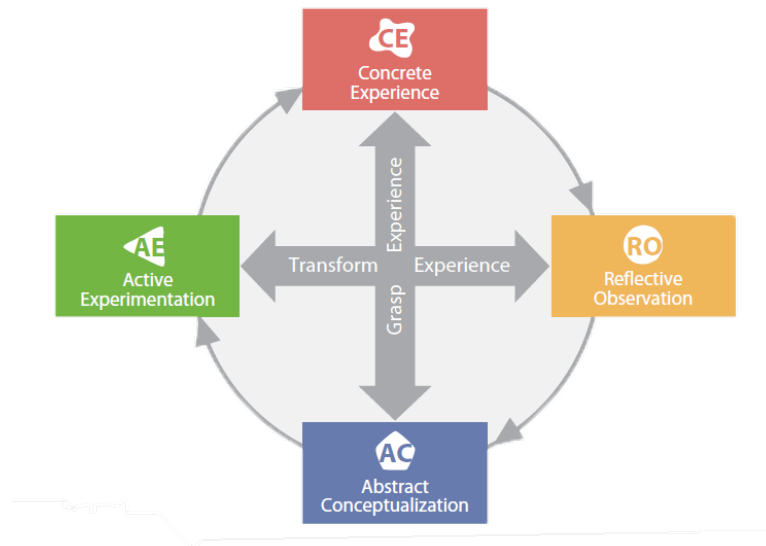 CE
Concrete
Experience
AE
Active
Experimentation
Transform Experience
Grasp Experience
RO
Reflective
Observation
AC
Abstract
Conceptualization